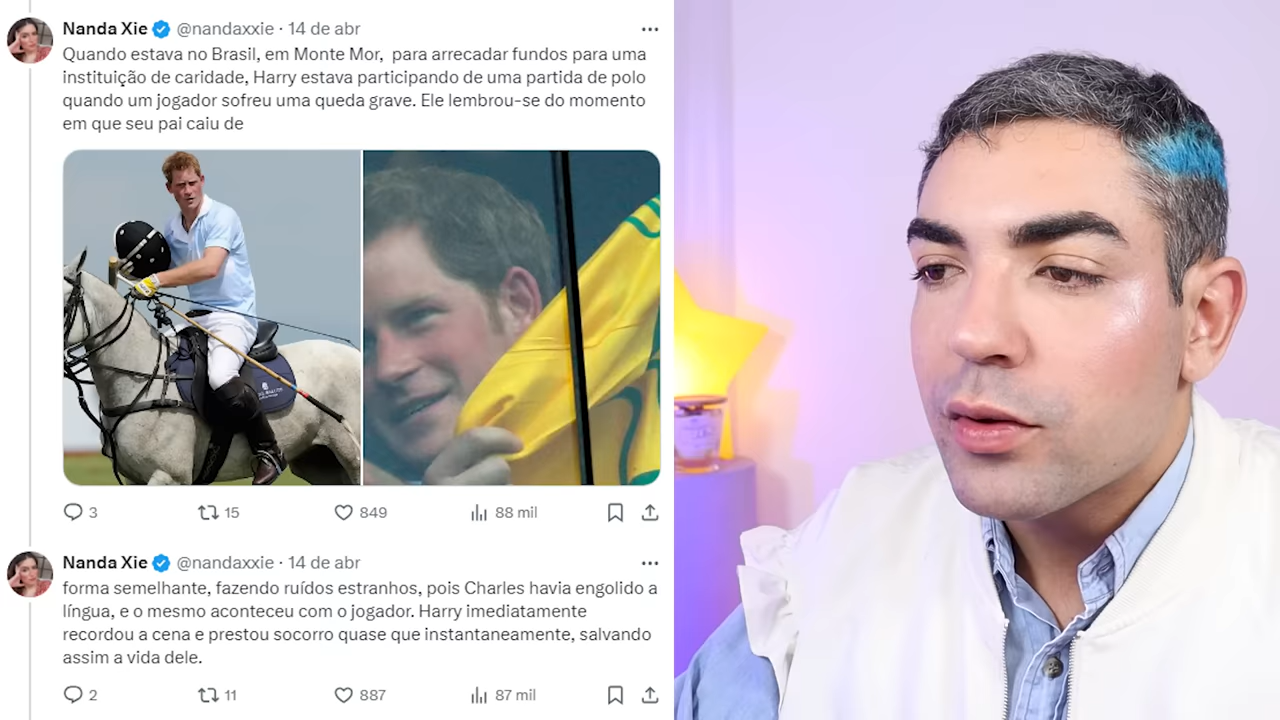 Nanda Xie @nandaxxie · 14 de abr
Quando estava no Brasil, em Monte Mor, para arrecadar fundos para uma
instituição de caridade, Harry estava participando de uma partida de polo
quando um jogador sofreu uma queda grave. Ele lembrou-se do momento
em que seu pai caiu de
3 15 849 88 mil
Nanda Xie @nandaxxie · 14 de abr
forma semelhante, fazendo ruídos estranhos, pois Charles havia engolido a
língua, e o mesmo aconteceu com o jogador. Harry imediatamente
recordou a cena e prestou socorro quase que instantaneamente, salvando
assim a vida dele.
2 11 887 87 mil